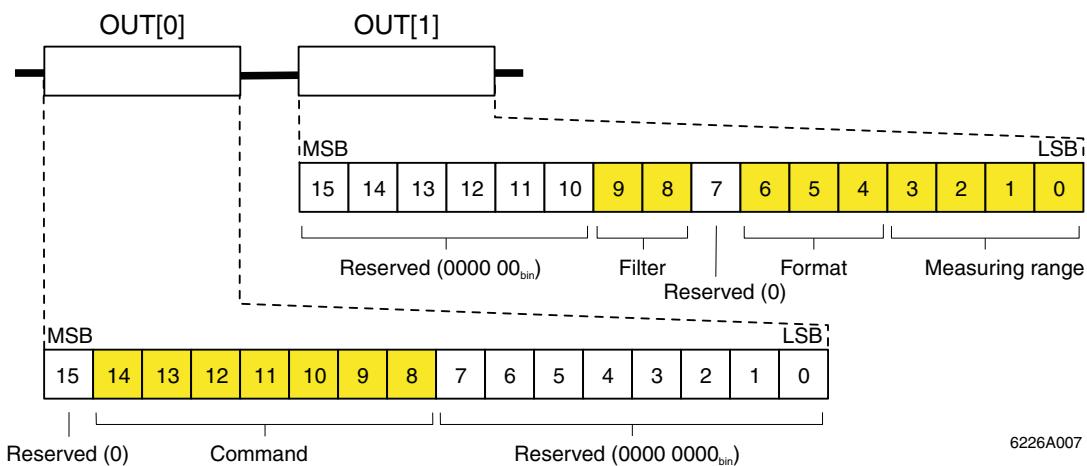 OUT[0] OUT[1]
MSB LSB
15 14 13 12 11 10 9 8 7 6 5 4 3 2 1 0
Reserved (0000 00bin) Filter Format Measuring range
Reserved (0)
MSB LSB
15 14 13 12 11 10 9 8 7 6 5 4 3 2 1 0
Reserved (0) Command Reserved (0000 0000bin)
6226A007